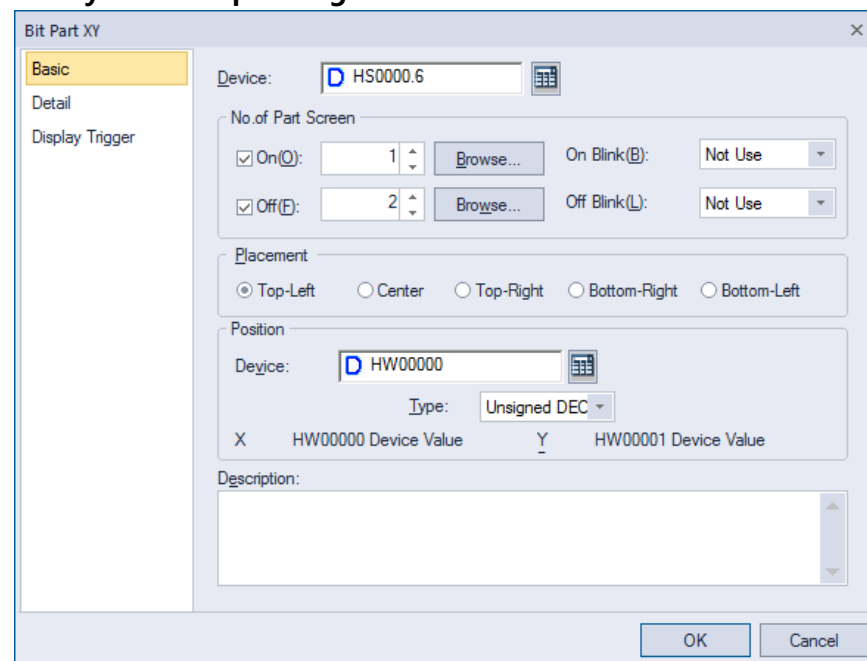 Bit Part XY
Basic
Detail
Display Trigger
Device: D HS0000.6
No.of Part Screen
On(O): 1 Browse... On Blink(B): Not Use
Off(F): 2 Browse... Off Blink(L): Not Use
Placement
Top-Left Center Top-Right Bottom-Right Bottom-Left
Position
Device: D HW00000
Type: Unsigned DEC
X HW00000 Device Value Y HW00001 Device Value
Description:
OK Cancel